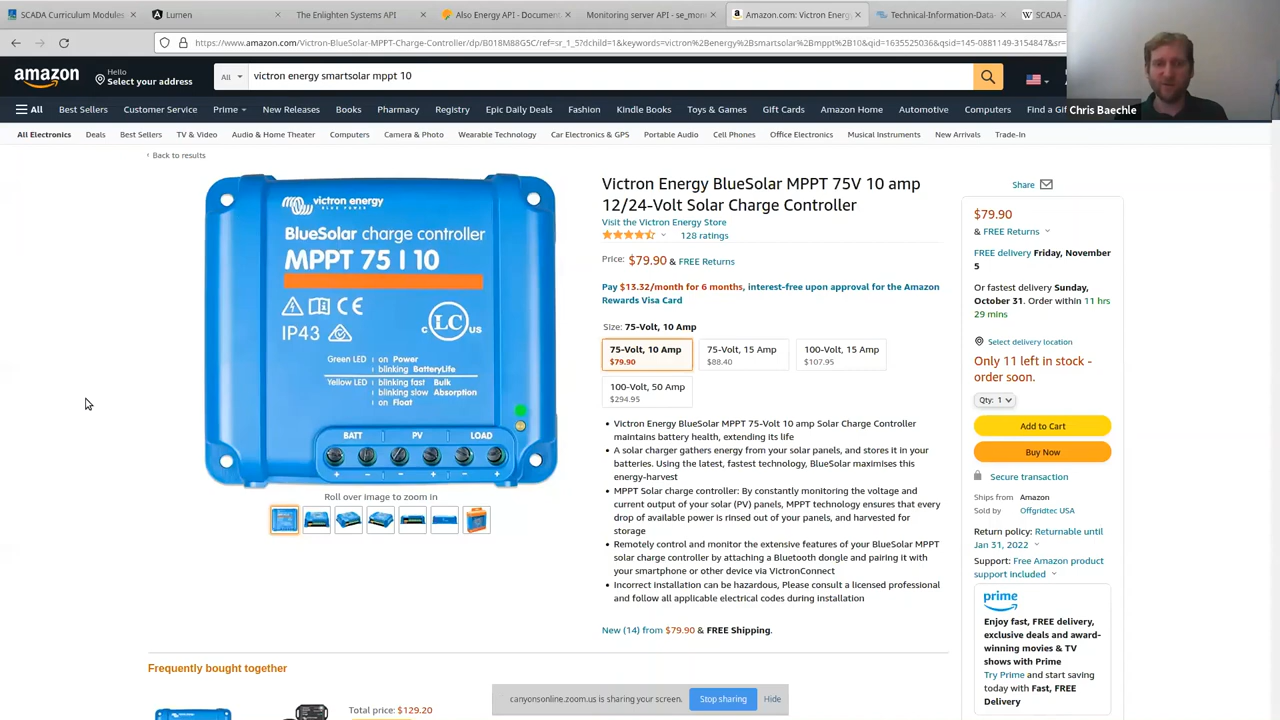 SCADA Curriculum Modules
Lumen
The Enlighten Systems API
Also Energy API - Document
Monitoring server API - se_mon
Amazon.com: Victron Energ
Technical-Information-Data-
SCADA -
https://www.amazon.com/Victron-BlueSolar-MPPT-Charge-Controller/dp/B018M88G5C/ref=sr_1_5?dchild=1&keywords=victron%2Benergy%2Bsmartsolar%2Bmppt%2B10&qid=1635525036&qsid=145-0881149-3154847&sr=
amazon
Hello
Select your address
All
victron energy smartsolar mppt 10
Chris Baechle
All
Best Sellers
Customer Service
Prime
New Releases
Books
Pharmacy
Registry
Epic Daily Deals
Fashion
Kindle Books
Toys & Games
Gift Cards
Amazon Home
Automotive
Computers
Find a Gif
All Electronics
Deals
Best Sellers
TV & Video
Audio & Home Theater
Computers
Camera & Photo
Wearable Technology
Car Electronics & GPS
Portable Audio
Cell Phones
Office Electronics
Musical Instruments
New Arrivals
Trade-In
‹ Back to results
victron energy
BLUE POWER
BlueSolar charge controller
MPPT 75 | 10
CE
IP43
c LC us
Green LED : on Power
blinking BatteryLife
Yellow LED : blinking fast Bulk
blinking slow Absorption
on Float
BATT PV LOAD
+ − − + − +
Roll over image to zoom in
Victron Energy BlueSolar MPPT 75V 10 amp
12/24-Volt Solar Charge Controller
Visit the Victron Energy Store
128 ratings
Price: $79.90 & FREE Returns
Pay $13.32/month for 6 months, interest-free upon approval for the Amazon
Rewards Visa Card
Size: 75-Volt, 10 Amp
75-Volt, 10 Amp
$79.90
75-Volt, 15 Amp
$88.40
100-Volt, 15 Amp
$107.95
100-Volt, 50 Amp
$294.95
• Victron Energy BlueSolar MPPT 75-Volt 10 amp Solar Charge Controller
maintains battery health, extending its life
• A solar charger gathers energy from your solar panels, and stores it in your
batteries. Using the latest, fastest technology, BlueSolar maximises this
energy-harvest
• MPPT Solar charge controller: By constantly monitoring the voltage and
current output of your solar (PV) panels, MPPT technology ensures that every
drop of available power is rinsed out of your panels, and harvested for
storage
• Remotely control and monitor the extensive features of your BlueSolar MPPT
solar charge controller by attaching a Bluetooth dongle and pairing it with
your smartphone or other device via VictronConnect
• Incorrect installation can be hazardous, Please consult a licensed professional
and follow all applicable electrical codes during installation
New (14) from $79.90 & FREE Shipping.
Share
$79.90
& FREE Returns
FREE delivery Friday, November
5
Or fastest delivery Sunday,
October 31. Order within 11 hrs
29 mins
Select delivery location
Only 11 left in stock -
order soon.
Qty: 1
Add to Cart
Buy Now
Secure transaction
Ships from Amazon
Sold by Offgridtec USA
Return policy: Returnable until
Jan 31, 2022
Support: Free Amazon product
support included
prime
Enjoy fast, FREE delivery,
exclusive deals and award-
winning movies & TV
shows with Prime
Try Prime and start saving
today with Fast, FREE
Delivery
Frequently bought together
Total price: $129.20
canyonsonline.zoom.us is sharing your screen.
Stop sharing
Hide